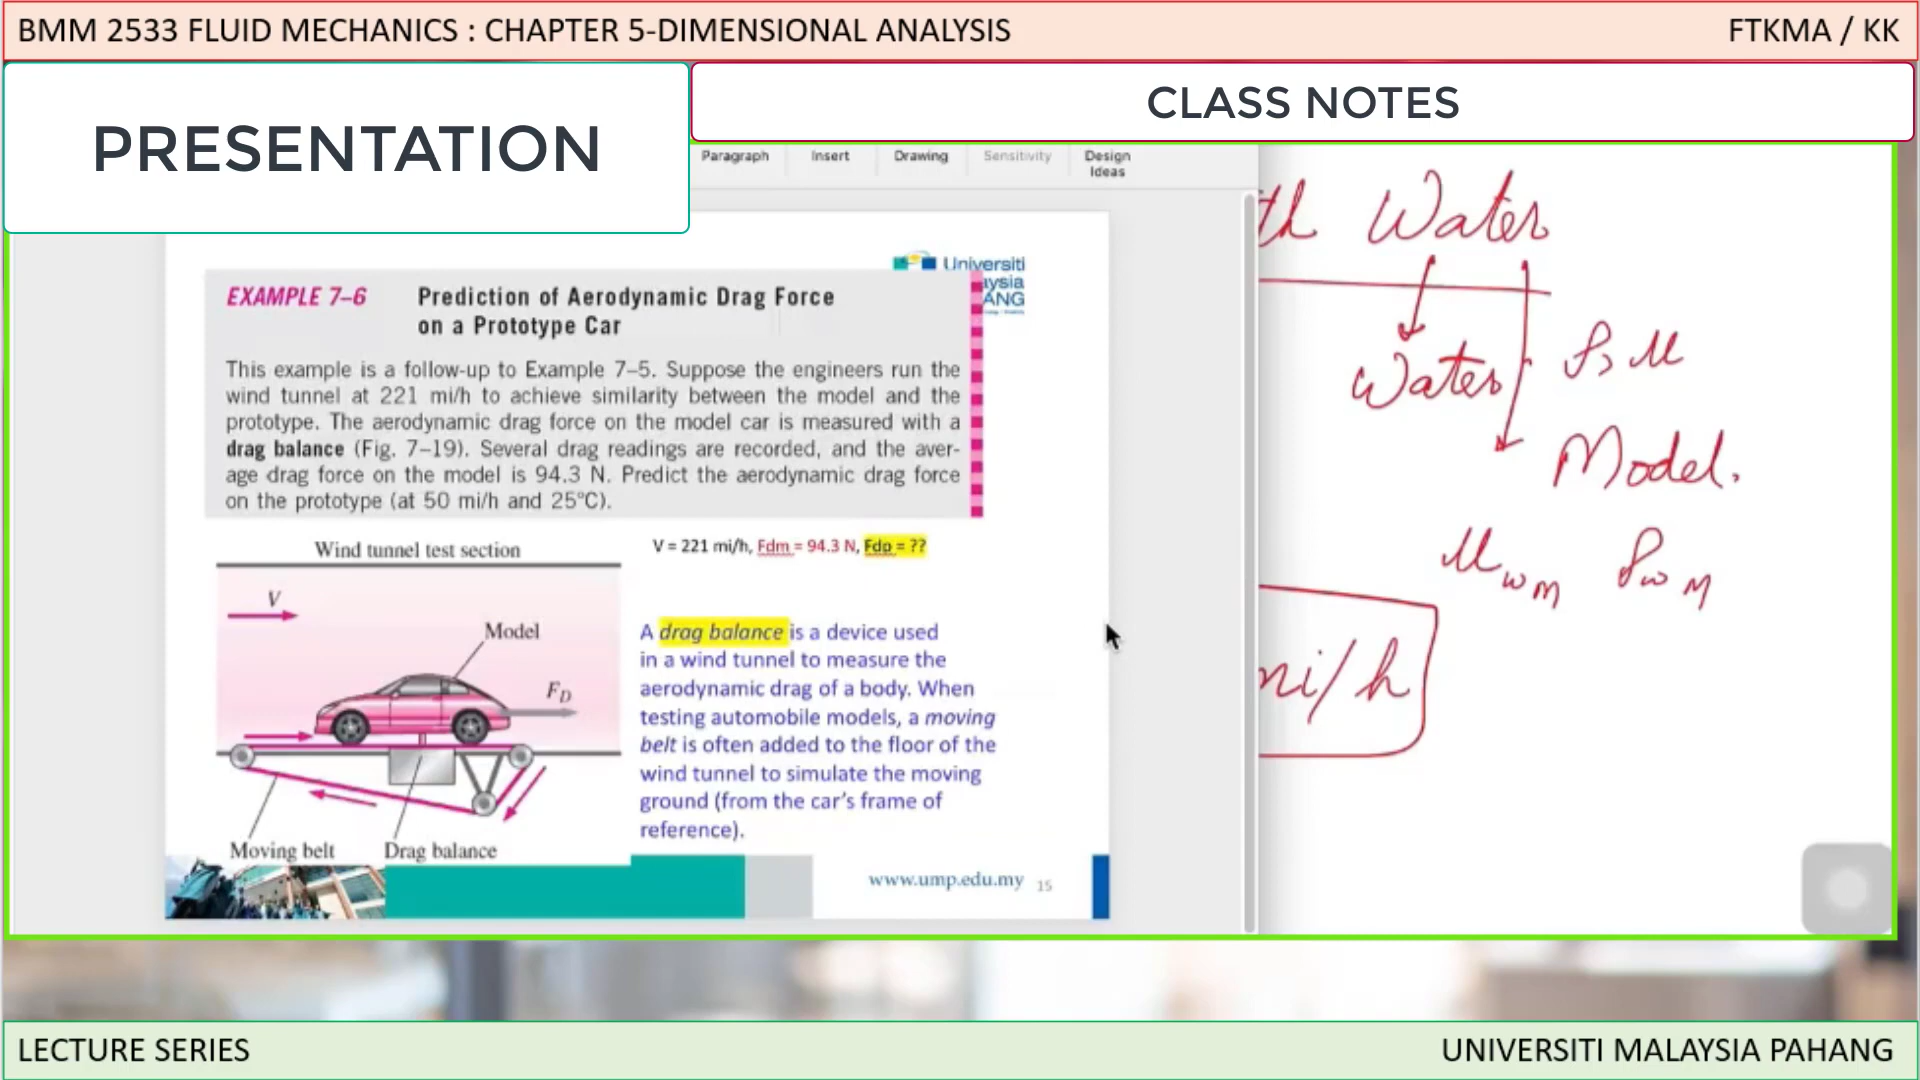 BMM 2533 FLUID MECHANICS : CHAPTER 5-DIMENSIONAL ANALYSIS
FTKMA / KK
PRESENTATION
CLASS NOTES
Paragraph
Insert
Drawing
Sensitivity
Design
Ideas
Universiti
aysia
ANG
EXAMPLE 7–6 Prediction of Aerodynamic Drag Force
on a Prototype Car
This example is a follow-up to Example 7–5. Suppose the engineers run the
wind tunnel at 221 mi/h to achieve similarity between the model and the
prototype. The aerodynamic drag force on the model car is measured with a
drag balance (Fig. 7–19). Several drag readings are recorded, and the aver-
age drag force on the model is 94.3 N. Predict the aerodynamic drag force
on the prototype (at 50 mi/h and 25°C).
Wind tunnel test section
V
Model
F_D
Moving belt
Drag balance
V = 221 mi/h, Fdm = 94.3 N, Fdp = ??
A drag balance is a device used
in a wind tunnel to measure the
aerodynamic drag of a body. When
testing automobile models, a moving
belt is often added to the floor of the
wind tunnel to simulate the moving
ground (from the car's frame of
reference).
www.ump.edu.my 15
th Water
Water
Model.
mi/h
LECTURE SERIES
UNIVERSITI MALAYSIA PAHANG